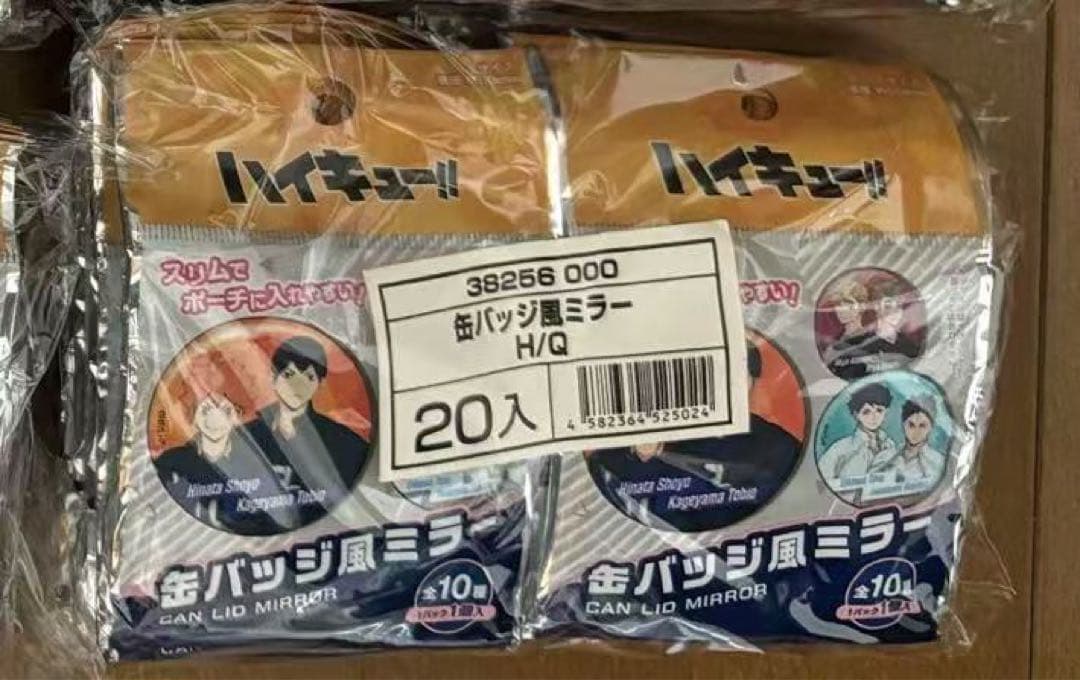 ハイキュー!!
スリムで
ポーチに入れやすい!
Hinata Shoyo
Kageyama Tobio
缶バッジ風ミラー
CAN LID MIRROR
全10種
1パック1個入
38256 000
缶バッジ風ミラー
H/Q
20入
4 582364 525024
ハイキュー!!
やすい!
Hinata Shoyo
Kageyama Tobio
缶バッジ風ミラー
CAN LID MIRROR
全10種
1パック1個入